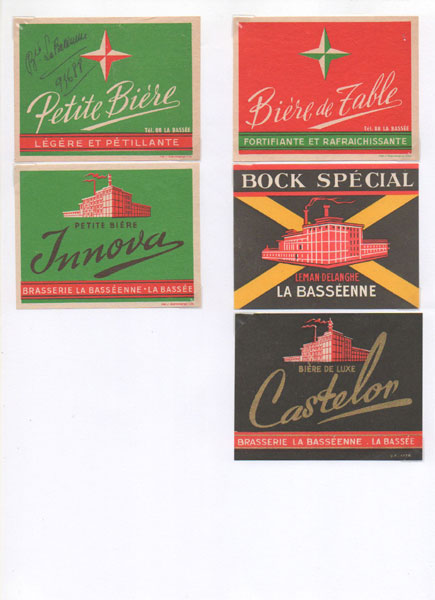 Petite Bière
Tél. 88 LA BASSÉE
LÉGÈRE ET PÉTILLANTE
Bière de Table
Tél. 88 LA BASSÉE
FORTIFIANTE ET RAFRAICHISSANTE
PETITE BIÈRE
Innova
BRASSERIE LA BASSÉENNE • LA BASSÉE
BOCK SPÉCIAL
LEMAN-DELANGHE
LA BASSÉENNE
BIÈRE DE LUXE
Castelor
BRASSERIE LA BASSÉENNE . LA BASSÉE